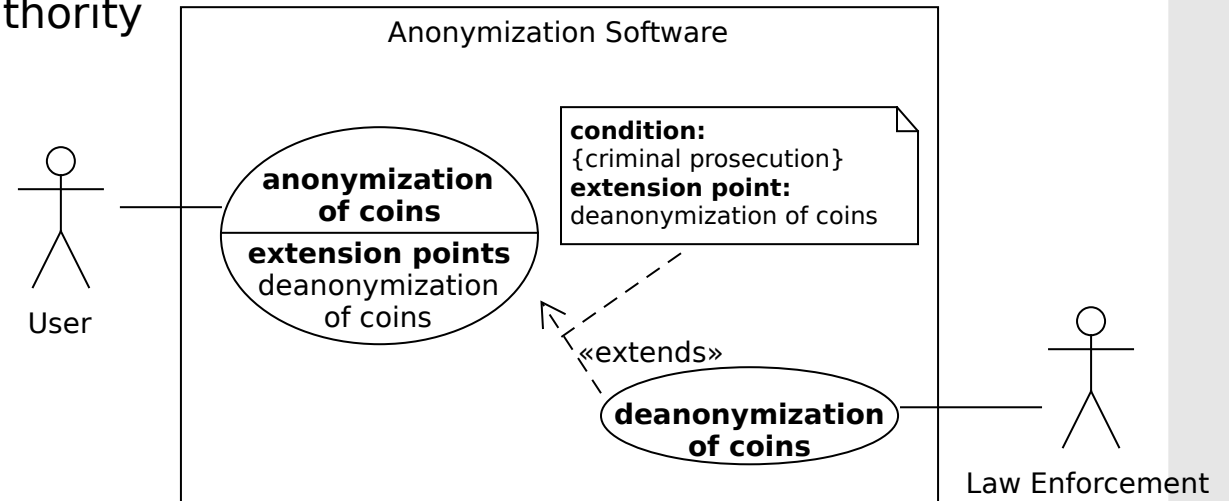 thority
Anonymization Software
condition:
{criminal prosecution}
extension point:
deanonymization of coins
anonymization
of coins
extension points
deanonymization
of coins
User
«extends»
deanonymization
of coins
Law Enforcement